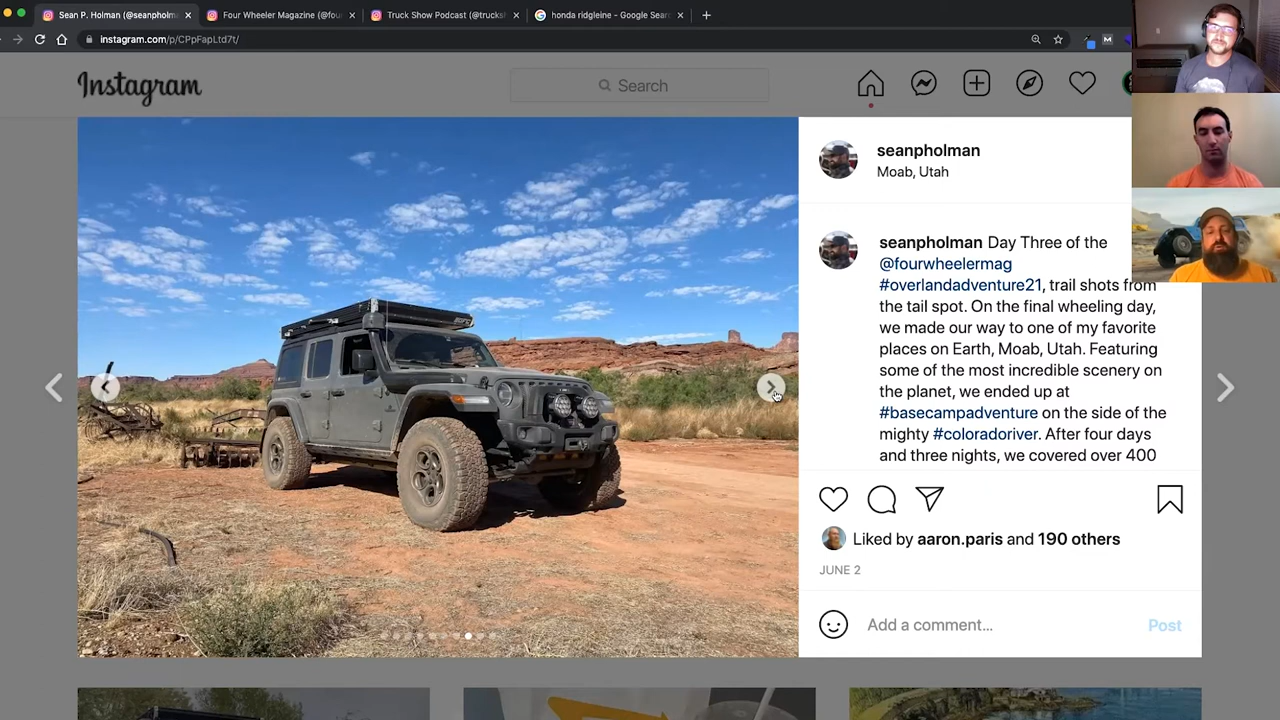 Sean P. Holman (@seanpholm
Four Wheeler Magazine (@fou
Truck Show Podcast (@trucksh
honda ridgleine - Google Sear
instagram.com/p/CPpFapLtd7t/
Instagram
Search
seanpholman
Moab, Utah
seanpholman Day Three of the
@fourwheelermag
#overlandadventure21, trail shots from
the tail spot. On the final wheeling day,
we made our way to one of my favorite
places on Earth, Moab, Utah. Featuring
some of the most incredible scenery on
the planet, we ended up at
#basecampadventure on the side of the
mighty #coloradoriver. After four days
and three nights, we covered over 400
Liked by aaron.paris and 190 others
JUNE 2
Add a comment...
Post